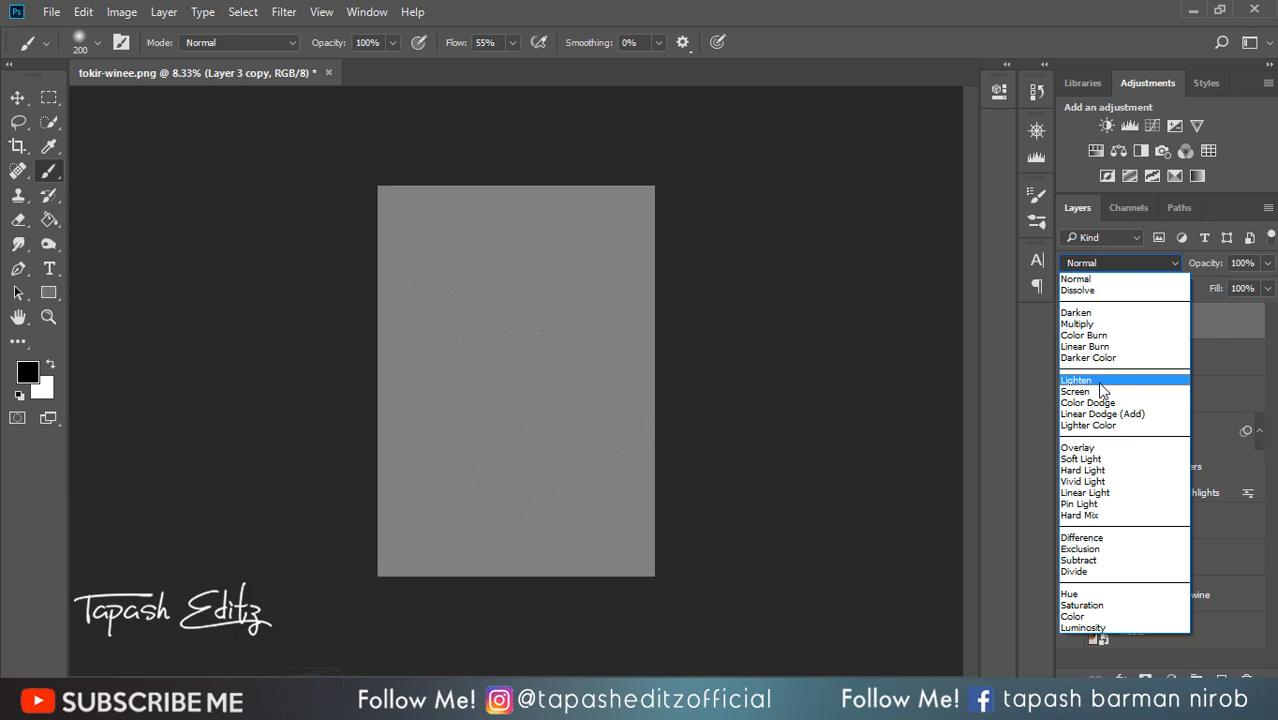 Ps File Edit Image Layer Type Select Filter View Window Help
200 Mode: Normal Opacity: 100% Flow: 55% Smoothing: 0%
tokir-winee.png @ 8.33% (Layer 3 copy, RGB/8) * ×
Libraries Adjustments Styles
Add an adjustment
Layers Channels Paths
Kind
Normal Opacity: 100%
Fill: 100%
Normal
Dissolve
Darken
Multiply
Color Burn
Linear Burn
Darker Color
Lighten
Screen
Color Dodge
Linear Dodge (Add)
Lighter Color
Overlay
Soft Light
Hard Light
Vivid Light
Linear Light
Pin Light
Hard Mix
Difference
Exclusion
Subtract
Divide
Hue
Saturation
Color
Luminosity
Tapash Editz
SUBSCRIBE ME Follow Me! @tapasheditzofficial Follow Me! tapash barman nirob